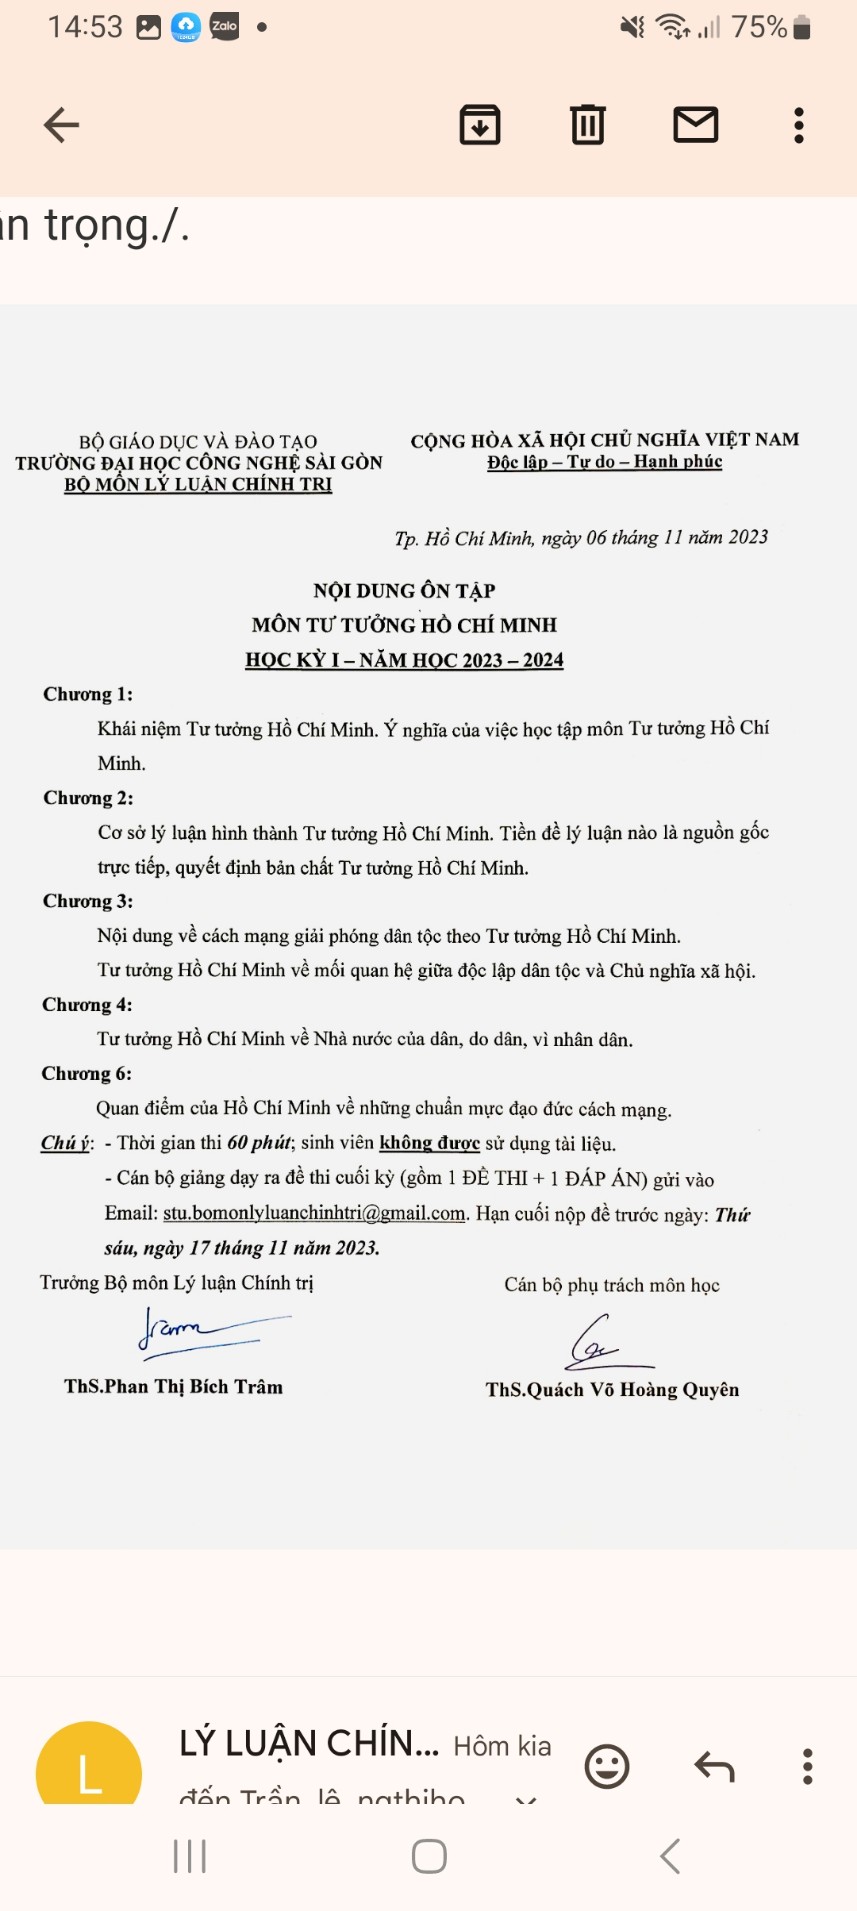 14:53 Zalo 75%
n trọng./.
BỘ GIÁO DỤC VÀ ĐÀO TẠO
TRƯỜNG ĐẠI HỌC CÔNG NGHỆ SÀI GÒN
BỘ MÔN LÝ LUẬN CHÍNH TRỊ
CỘNG HÒA XÃ HỘI CHỦ NGHĨA VIỆT NAM
Độc lập – Tự do – Hạnh phúc
Tp. Hồ Chí Minh, ngày 06 tháng 11 năm 2023
NỘI DUNG ÔN TẬP
MÔN TƯ TƯỞNG HỒ CHÍ MINH
HỌC KỲ I – NĂM HỌC 2023 – 2024
Chương 1:
Khái niệm Tư tưởng Hồ Chí Minh. Ý nghĩa của việc học tập môn Tư tưởng Hồ Chí
Minh.
Chương 2:
Cơ sở lý luận hình thành Tư tưởng Hồ Chí Minh. Tiền đề lý luận nào là nguồn gốc
trực tiếp, quyết định bản chất Tư tưởng Hồ Chí Minh.
Chương 3:
Nội dung về cách mạng giải phóng dân tộc theo Tư tưởng Hồ Chí Minh.
Tư tưởng Hồ Chí Minh về mối quan hệ giữa độc lập dân tộc và Chủ nghĩa xã hội.
Chương 4:
Tư tưởng Hồ Chí Minh về Nhà nước của dân, do dân, vì nhân dân.
Chương 6:
Quan điểm của Hồ Chí Minh về những chuẩn mực đạo đức cách mạng.
Chú ý: - Thời gian thi 60 phút; sinh viên không được sử dụng tài liệu.
- Cán bộ giảng dạy ra đề thi cuối kỳ (gồm 1 ĐỀ THI + 1 ĐÁP ÁN) gửi vào
Email: stu.bomonlyluanchinhtri@gmail.com. Hạn cuối nộp đề trước ngày: Thứ
sáu, ngày 17 tháng 11 năm 2023.
Trưởng Bộ môn Lý luận Chính trị
Cán bộ phụ trách môn học
ThS.Phan Thị Bích Trâm
ThS.Quách Võ Hoàng Quyên
L
LÝ LUẬN CHÍN... Hôm kia
đến Trần, lê,